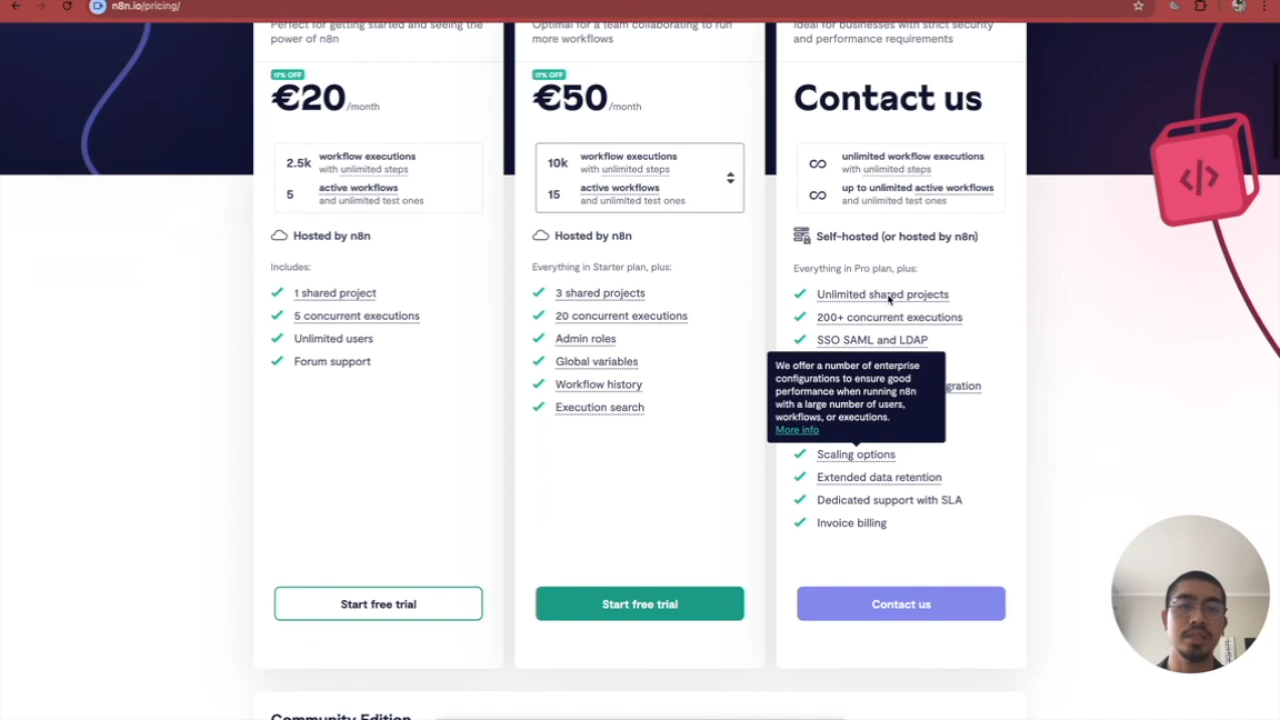 n8n.io/pricing/
Perfect for getting started and seeing the
power of n8n
17% OFF
€20 /month
2.5k workflow executions
with unlimited steps
5 active workflows
and unlimited test ones
Hosted by n8n
Includes:
1 shared project
5 concurrent executions
Unlimited users
Forum support
Start free trial
Optimal for a team collaborating to run
more workflows
17% OFF
€50 /month
10k workflow executions
with unlimited steps
15 active workflows
and unlimited test ones
Hosted by n8n
Everything in Starter plan, plus:
3 shared projects
20 concurrent executions
Admin roles
Global variables
Workflow history
Execution search
Start free trial
Ideal for businesses with strict security
and performance requirements
Contact us
∞ unlimited workflow executions
with unlimited steps
∞ up to unlimited active workflows
and unlimited test ones
Self-hosted (or hosted by n8n)
Everything in Pro plan, plus:
Unlimited shared projects
200+ concurrent executions
SSO SAML and LDAP
We offer a number of enterprise
configurations to ensure good
performance when running n8n
with a large number of users,
workflows, or executions.
More info
Scaling options
Extended data retention
Dedicated support with SLA
Invoice billing
Contact us
</>
Community Edition